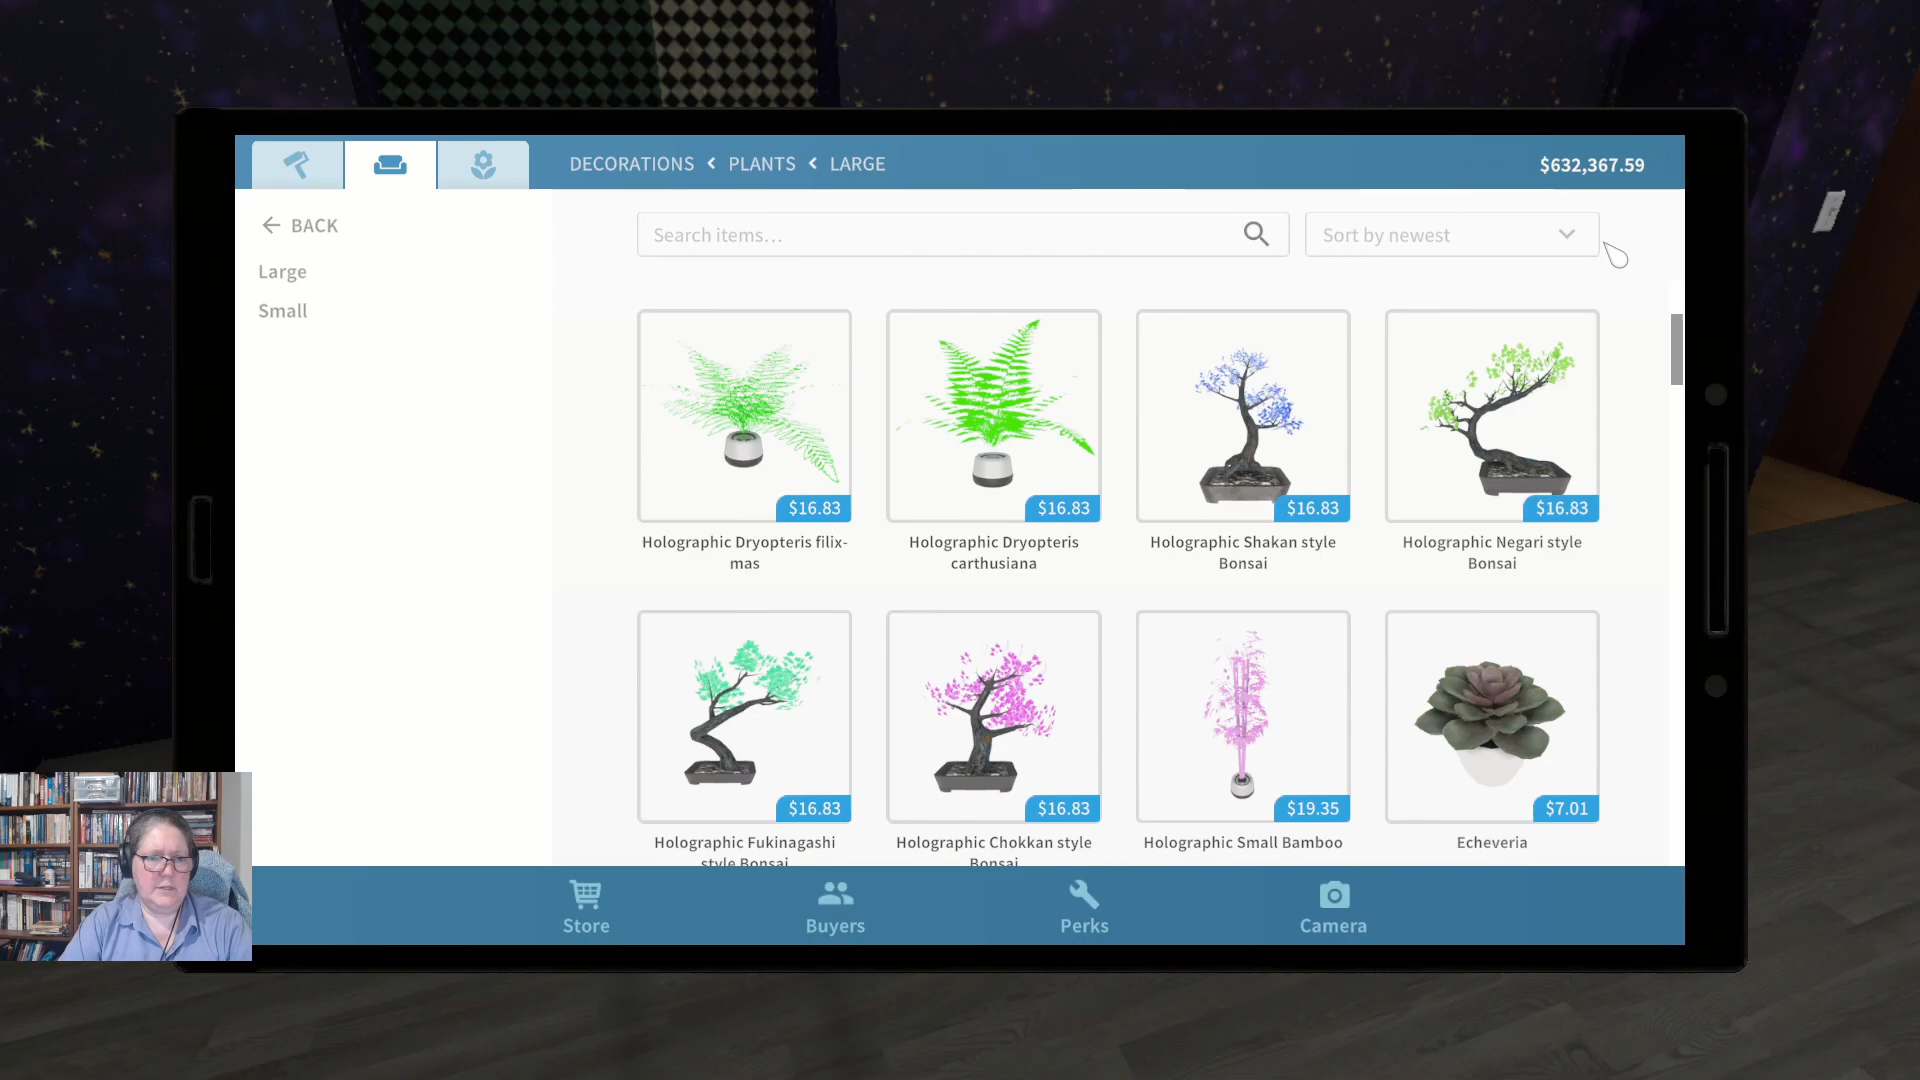 DECORATIONS < PLANTS < LARGE
$632,367.59
BACK
Large
Small
Search items...
Sort by newest
$16.83
$16.83
$16.83
$16.83
Holographic Dryopteris filix-
mas
Holographic Dryopteris
carthusiana
Holographic Shakan style
Bonsai
Holographic Negari style
Bonsai
$16.83
$16.83
$19.35
$7.01
Holographic Fukinagashi
style Bonsai
Holographic Chokkan style
Bonsai
Holographic Small Bamboo
Echeveria
Store
Buyers
Perks
Camera